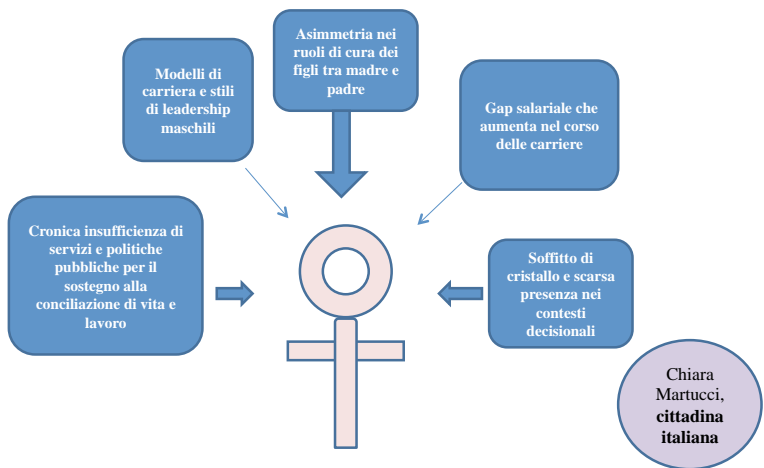 Asimmetria nei
ruoli di cura dei
figli tra madre e
padre
Modelli di
carriera e stili
di leadership
maschili
Gap salariale che
aumenta nel corso
delle carriere
Cronica insufficienza di
servizi e politiche
pubbliche per il
sostegno alla
conciliazione di vita e
lavoro
Soffitto di
cristallo e scarsa
presenza nei
contesti
decisionali
Chiara
Martucci,
cittadina
italiana